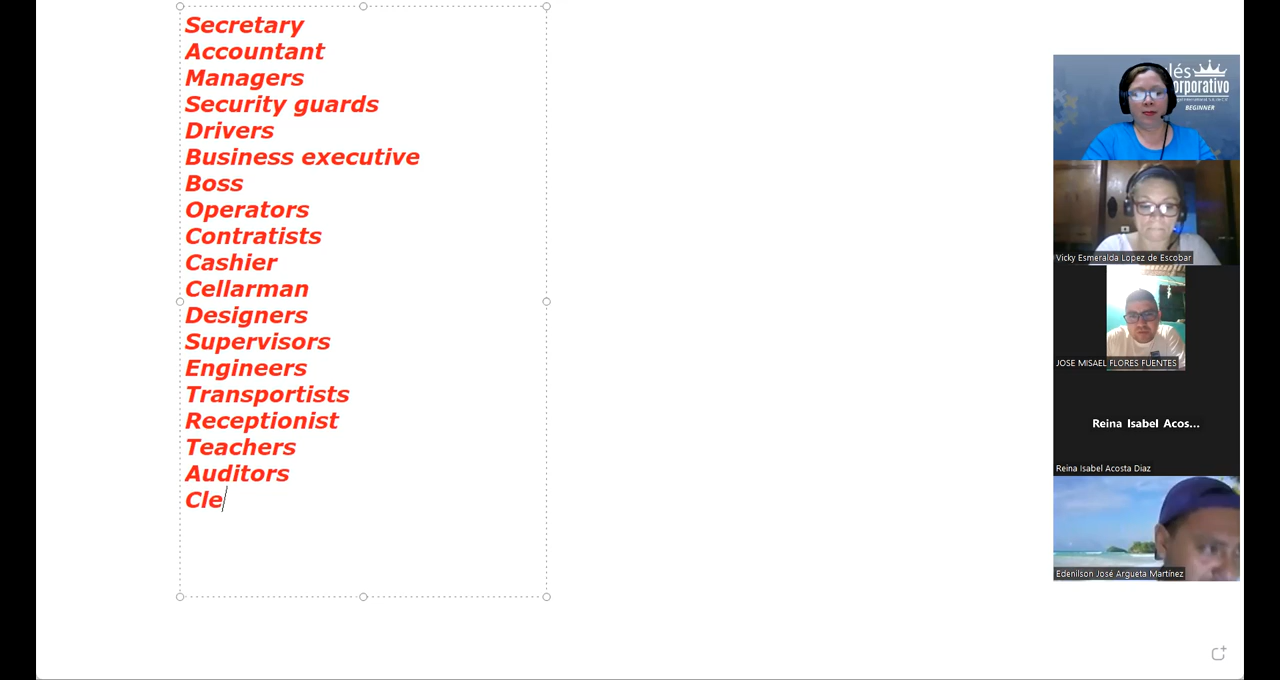 Secretary
Accountant
Managers
Security guards
Drivers
Business executive
Boss
Operators
Contratists
Cashier
Cellarman
Designers
Supervisors
Engineers
Transportists
Receptionist
Teachers
Auditors
Cle
lés
orporativo
BEGINNER
Vicky Esmeralda Lopez de Escobar
JOSE MISAEL FLORES FUENTES
Reina Isabel Acos...
Reina Isabel Acosta Diaz
Edenilson José Argueta Martínez